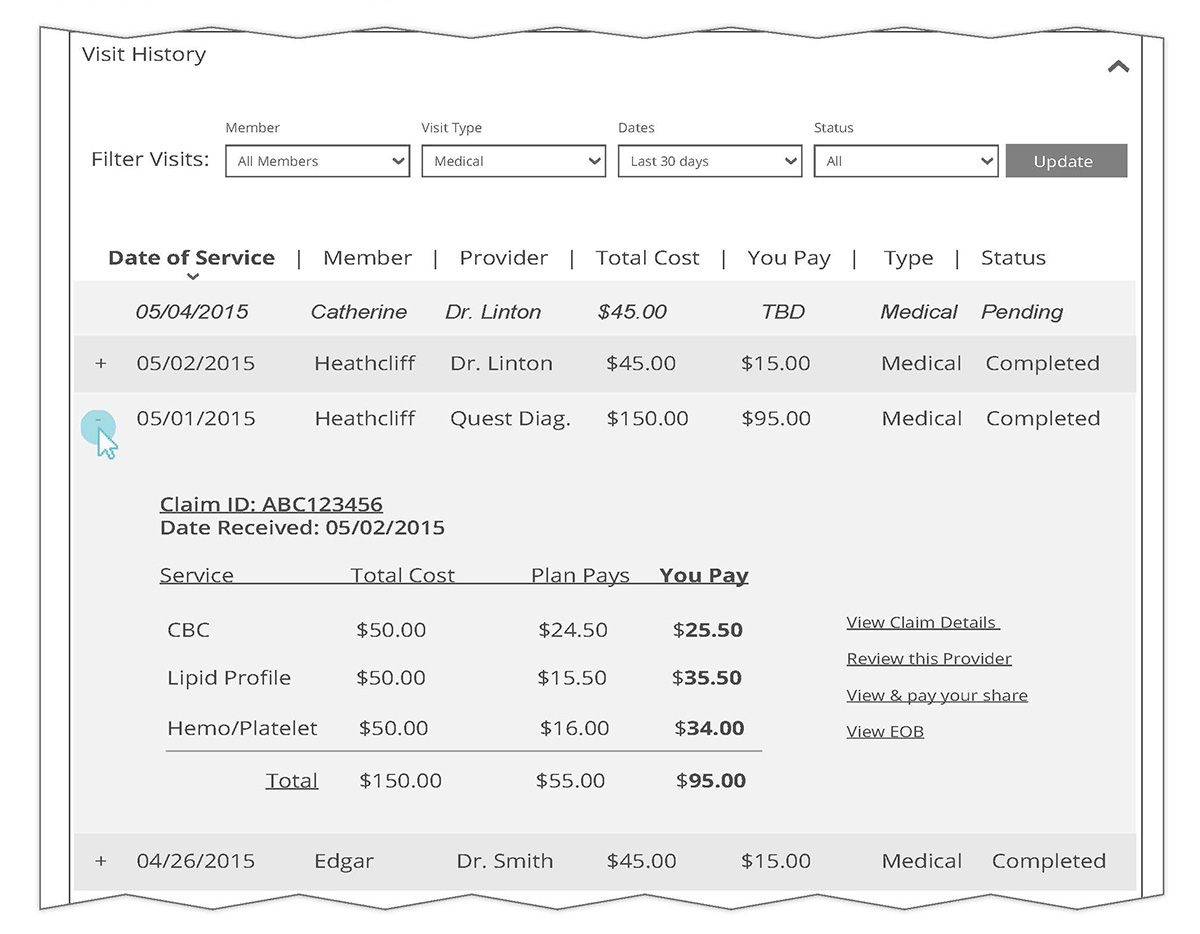 Visit History
Member Visit Type Dates Status
Filter Visits: All Members Medical Last 30 days All Update
Date of Service | Member | Provider | Total Cost | You Pay | Type | Status
05/04/2015 Catherine Dr. Linton $45.00 TBD Medical Pending
+ 05/02/2015 Heathcliff Dr. Linton $45.00 $15.00 Medical Completed
- 05/01/2015 Heathcliff Quest Diag. $150.00 $95.00 Medical Completed
Claim ID: ABC123456
Date Received: 05/02/2015
Service Total Cost Plan Pays You Pay
CBC $50.00 $24.50 $25.50
Lipid Profile $50.00 $15.50 $35.50
Hemo/Platelet $50.00 $16.00 $34.00
Total $150.00 $55.00 $95.00
View Claim Details
Review this Provider
View & pay your share
View EOB
+ 04/26/2015 Edgar Dr. Smith $45.00 $15.00 Medical Completed